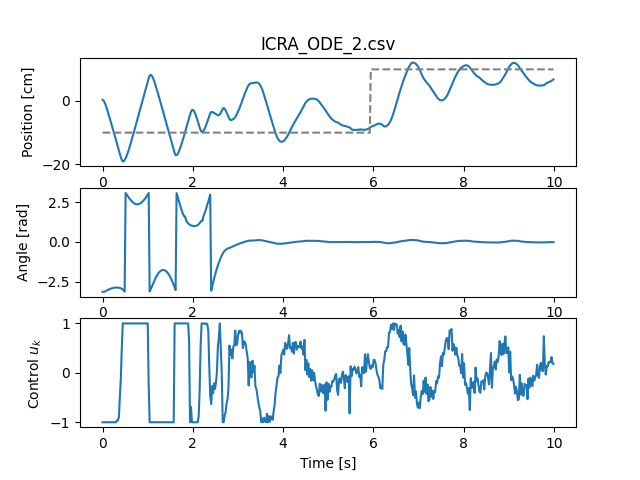 ICRA_ODE_2.csv
Position [cm]
0
−20
0 2 4 6 8 10
Angle [rad]
2.5
0.0
−2.5
0 2 4 6 8 10
Control u_k
1
0
−1
0 2 4 6 8 10
Time [s]